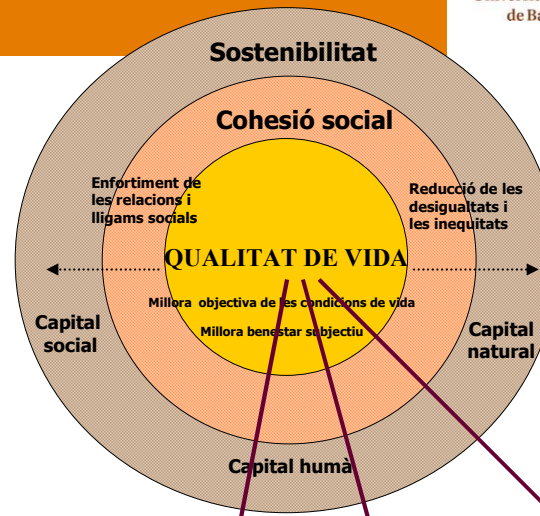 de Ba
Sostenibilitat
Cohesió social
Enfortiment de
les relacions i
lligams socials
Reducció de les
desigualtats i
les inequitats
QUALITAT DE VIDA
Millora objectiva de les condicions de vida
Millora benestar subjectiu
Capital
social
Capital
natural
Capital humà